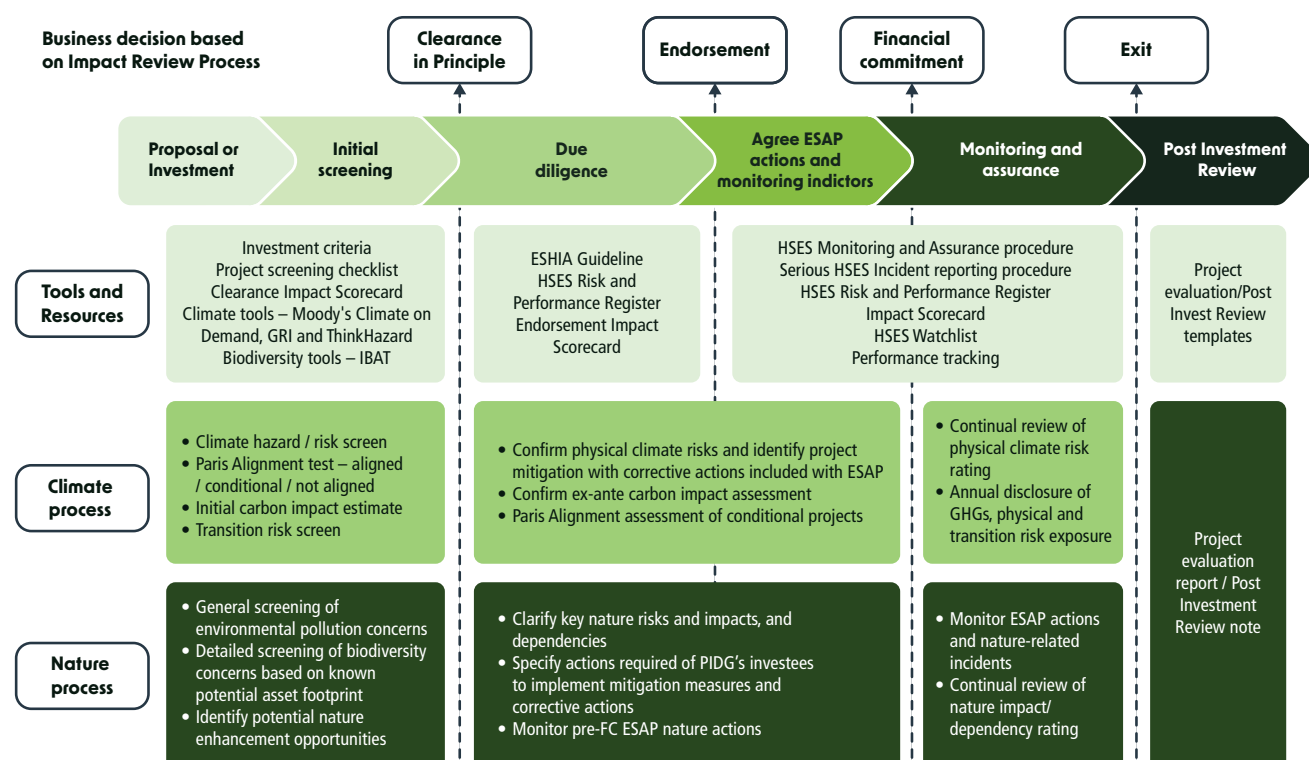 Business decision based
on Impact Review Process
Clearance
in Principle
Endorsement
Financial
commitment
Exit
Proposal or
Investment
Initial
screening
Due
diligence
Agree ESAP
actions and
monitoring indictors
Monitoring and
assurance
Post Investment
Review
Tools and
Resources
Investment criteria
Project screening checklist
Clearance Impact Scorecard
Climate tools – Moody's Climate on
Demand, GRI and ThinkHazard
Biodiversity tools – IBAT
ESHIA Guideline
HSES Risk and
Performance Register
Endorsement Impact
Scorecard
HSES Monitoring and Assurance procedure
Serious HSES Incident reporting procedure
HSES Risk and Performance Register
Impact Scorecard
HSES Watchlist
Performance tracking
Project
evaluation/Post
Invest Review
templates
Climate
process
• Climate hazard / risk screen
• Paris Alignment test – aligned
/ conditional / not aligned
• Initial carbon impact estimate
• Transition risk screen
• Confirm physical climate risks and identify project
mitigation with corrective actions included with ESAP
• Confirm ex-ante carbon impact assessment
• Paris Alignment assessment of conditional projects
• Continual review of
physical climate risk
rating
• Annual disclosure of
GHGs, physical and
transition risk exposure
Project
evaluation
report / Post
Investment
Review note
Nature
process
• General screening of
environmental pollution concerns
• Detailed screening of biodiversity
concerns based on known
potential asset footprint
• Identify potential nature
enhancement opportunities
• Clarify key nature risks and impacts, and
dependencies
• Specify actions required of PIDG's investees
to implement mitigation measures and
corrective actions
• Monitor pre-FC ESAP nature actions
• Monitor ESAP actions
and nature-related
incidents
• Continual review of
nature impact/
dependency rating